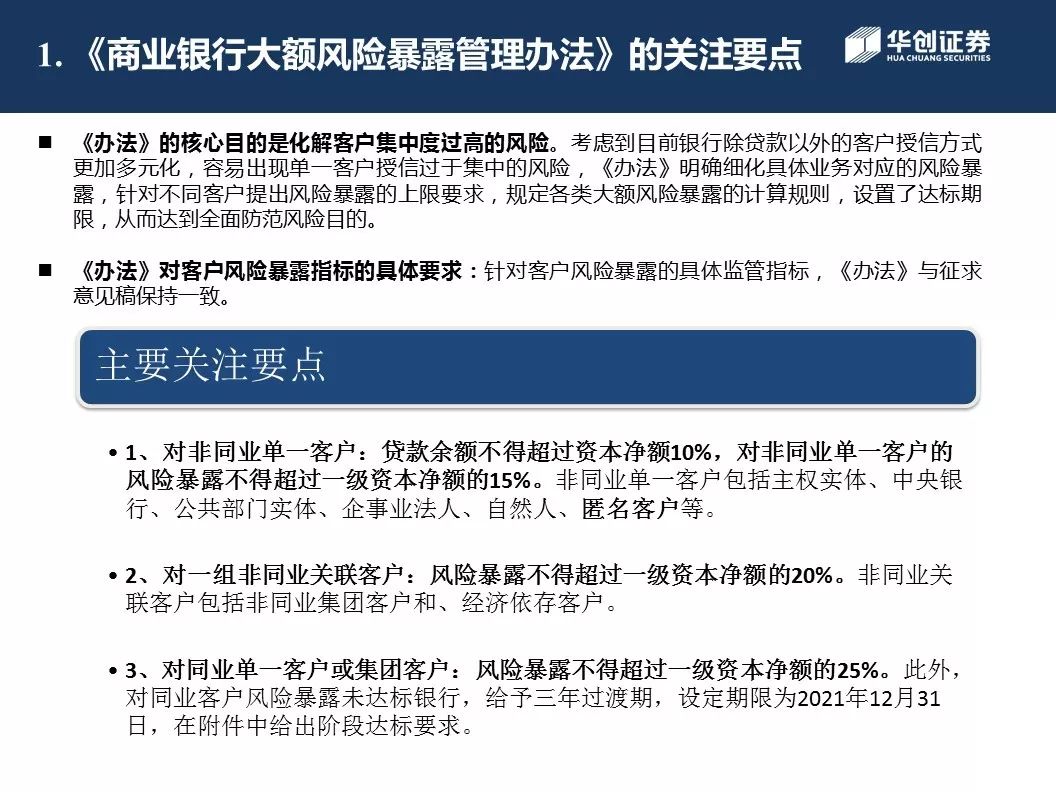 1.《商业银行大额风险暴露管理办法》的关注要点
华创证券
HUA CHUANG SECURITIES
■ 《办法》的核心目的是化解客户集中度过高的风险。考虑到目前银行除贷款以外的客户授信方式
更加多元化，容易出现单一客户授信过于集中的风险，《办法》明确细化具体业务对应的风险暴
露，针对不同客户提出风险暴露的上限要求，规定各类大额风险暴露的计算规则，设置了达标期
限，从而达到全面防范风险目的。
■ 《办法》对客户风险暴露指标的具体要求：针对客户风险暴露的具体监管指标，《办法》与征求
意见稿保持一致。
主要关注要点
• 1、对非同业单一客户：贷款余额不得超过资本净额10%，对非同业单一客户的
风险暴露不得超过一级资本净额的15%。非同业单一客户包括主权实体、中央银
行、公共部门实体、企事业法人、自然人、匿名客户等。
• 2、对一组非同业关联客户：风险暴露不得超过一级资本净额的20%。非同业关
联客户包括非同业集团客户和、经济依存客户。
• 3、对同业单一客户或集团客户：风险暴露不得超过一级资本净额的25%。此外，
对同业客户风险暴露未达标银行，给予三年过渡期，设定期限为2021年12月31
日，在附件中给出阶段达标要求。